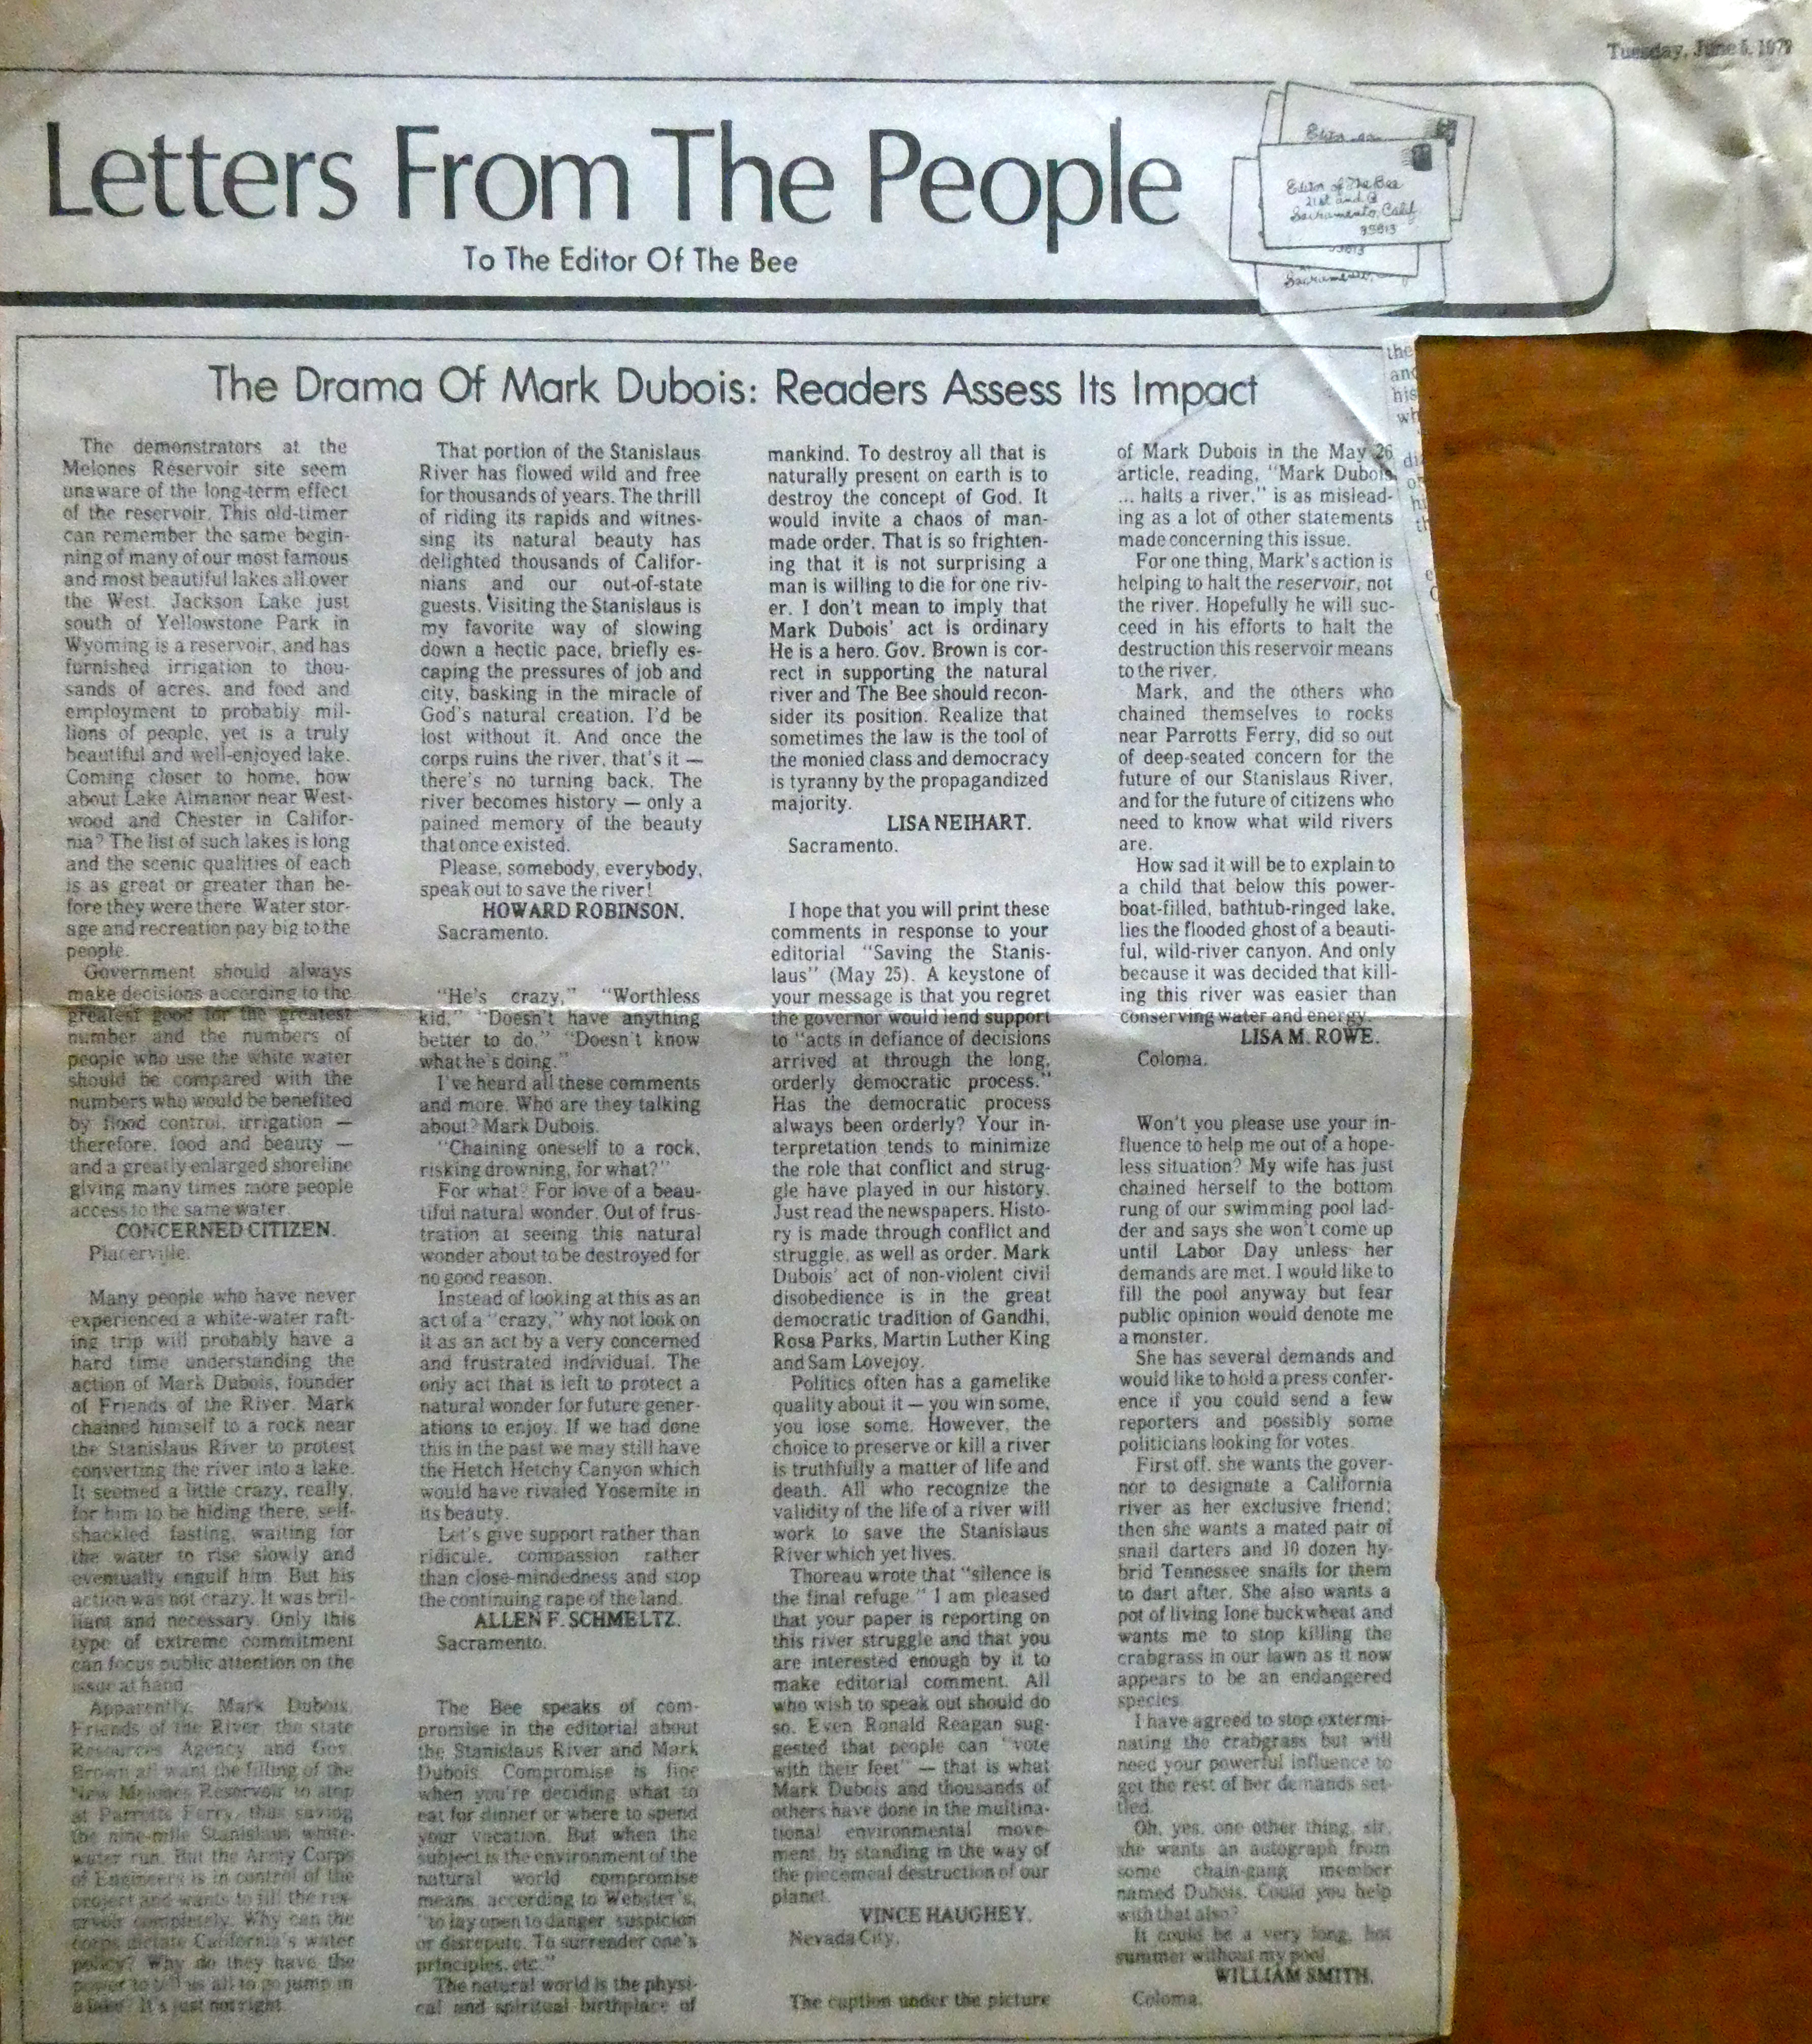 Tuesday, June 5, 1979
Letters From The People
To The Editor Of The Bee
Editor of The Bee
21st and Q
Sacramento, Calif.
95813
Sacramento,
The Drama Of Mark Dubois: Readers Assess Its Impact
The demonstrators at the
Melones Reservoir site seem
unaware of the long-term effect
of the reservoir. This old-timer
can remember the same begin-
ning of many of our most famous
and most beautiful lakes all over
the West. Jackson Lake just
south of Yellowstone Park in
Wyoming is a reservoir, and has
furnished irrigation to thou-
sands of acres, and food and
employment to probably mil-
lions of people, yet is a truly
beautiful and well-enjoyed lake.
Coming closer to home, how
about Lake Almanor near West-
wood and Chester in Califor-
nia? The list of such lakes is long
and the scenic qualities of each
is as great or greater than be-
fore they were there. Water stor-
age and recreation pay big to the
people.
Government should always
make decisions according to the
greatest good for the greatest
number and the numbers of
people who use the white water
should be compared with the
numbers who would be benefited
by flood control, irrigation —
therefore, food and beauty —
and a greatly enlarged shoreline
giving many times more people
access to the same water.
CONCERNED CITIZEN.
Placerville.
Many people who have never
experienced a white-water raft-
ing trip will probably have a
hard time understanding the
action of Mark Dubois, founder
of Friends of the River. Mark
chained himself to a rock near
the Stanislaus River to protest
converting the river into a lake.
It seemed a little crazy, really,
for him to be hiding there, self-
shackled, fasting, waiting for
the water to rise slowly and
eventually engulf him. But his
action was not crazy. It was bril-
liant and necessary. Only this
type of extreme commitment
can focus public attention on the
issue at hand.
Apparently, Mark Dubois,
Friends of the River, the state
Resources Agency and Gov.
Brown all want the filling of the
New Melones Reservoir to stop
at Parrotts Ferry, thus saving
the nine-mile Stanislaus white-
water run. But the Army Corps
of Engineers is in control of the
project and wants to fill the res-
ervoir completely. Why can the
corps dictate California's water
policy? Why do they have the
power to tell us all to go jump in
a lake? It's just not right.
That portion of the Stanislaus
River has flowed wild and free
for thousands of years. The thrill
of riding its rapids and witnes-
sing its natural beauty has
delighted thousands of Califor-
nians and our out-of-state
guests. Visiting the Stanislaus is
my favorite way of slowing
down a hectic pace, briefly es-
caping the pressures of job and
city, basking in the miracle of
God's natural creation. I'd be
lost without it. And once the
corps ruins the river, that's it —
there's no turning back. The
river becomes history — only a
pained memory of the beauty
that once existed.
Please, somebody, everybody,
speak out to save the river!
HOWARD ROBINSON.
Sacramento.
"He's crazy," "Worthless
kid," "Doesn't have anything
better to do," "Doesn't know
what he's doing."
I've heard all these comments
and more. Who are they talking
about? Mark Dubois.
"Chaining oneself to a rock,
risking drowning, for what?"
For what? For love of a beau-
tiful natural wonder. Out of frus-
tration at seeing this natural
wonder about to be destroyed for
no good reason.
Instead of looking at this as an
act of a "crazy," why not look on
it as an act by a very concerned
and frustrated individual. The
only act that is left to protect a
natural wonder for future gener-
ations to enjoy. If we had done
this in the past we may still have
the Hetch Hetchy Canyon which
would have rivaled Yosemite in
its beauty.
Let's give support rather than
ridicule, compassion rather
than close-mindedness and stop
the continuing rape of the land.
ALLEN F. SCHMELTZ.
Sacramento.
The Bee speaks of com-
promise in the editorial about
the Stanislaus River and Mark
Dubois. Compromise is fine
when you're deciding what to
eat for dinner or where to spend
your vacation. But when the
subject is the environment of the
natural world compromise
means, according to Webster's,
"to lay open to danger, suspicion
or disrepute. To surrender one's
principles, etc."
The natural world is the physi-
cal and spiritual birthplace of
mankind. To destroy all that is
naturally present on earth is to
destroy the concept of God. It
would invite a chaos of man-
made order. That is so frighten-
ing that it is not surprising a
man is willing to die for one riv-
er. I don't mean to imply that
Mark Dubois' act is ordinary
He is a hero. Gov. Brown is cor-
rect in supporting the natural
river and The Bee should recon-
sider its position. Realize that
sometimes the law is the tool of
the monied class and democracy
is tyranny by the propagandized
majority.
LISA NEIHART.
Sacramento.
I hope that you will print these
comments in response to your
editorial "Saving the Stanis-
laus" (May 25). A keystone of
your message is that you regret
the governor would lend support
to "acts in defiance of decisions
arrived at through the long,
orderly democratic process."
Has the democratic process
always been orderly? Your in-
terpretation tends to minimize
the role that conflict and strug-
gle have played in our history.
Just read the newspapers. Histo-
ry is made through conflict and
struggle, as well as order. Mark
Dubois' act of non-violent civil
disobedience is in the great
democratic tradition of Gandhi,
Rosa Parks, Martin Luther King
and Sam Lovejoy.
Politics often has a gamelike
quality about it — you win some,
you lose some. However, the
choice to preserve or kill a river
is truthfully a matter of life and
death. All who recognize the
validity of the life of a river will
work to save the Stanislaus
River which yet lives.
Thoreau wrote that "silence is
the final refuge." I am pleased
that your paper is reporting on
this river struggle and that you
are interested enough by it to
make editorial comment. All
who wish to speak out should do
so. Even Ronald Reagan sug-
gested that people can "vote
with their feet" — that is what
Mark Dubois and thousands of
others have done in the multina-
tional environmental move-
ment, by standing in the way of
the piecemeal destruction of our
planet.
VINCE HAUGHEY.
Nevada City.
The caption under the picture
of Mark Dubois in the May 26
article, reading, "Mark Dubois
... halts a river," is as mislead-
ing as a lot of other statements
made concerning this issue.
For one thing, Mark's action is
helping to halt the reservoir, not
the river. Hopefully he will suc-
ceed in his efforts to halt the
destruction this reservoir means
to the river.
Mark, and the others who
chained themselves to rocks
near Parrotts Ferry, did so out
of deep-seated concern for the
future of our Stanislaus River,
and for the future of citizens who
need to know what wild rivers
are.
How sad it will be to explain to
a child that below this power-
boat-filled, bathtub-ringed lake,
lies the flooded ghost of a beauti-
ful, wild-river canyon. And only
because it was decided that kill-
ing this river was easier than
conserving water and energy.
LISA M. ROWE.
Coloma.
Won't you please use your in-
fluence to help me out of a hope-
less situation? My wife has just
chained herself to the bottom
rung of our swimming pool lad-
der and says she won't come up
until Labor Day unless her
demands are met. I would like to
fill the pool anyway but fear
public opinion would denote me
a monster.
She has several demands and
would like to hold a press confer-
ence if you could send a few
reporters and possibly some
politicians looking for votes.
First off, she wants the gover-
nor to designate a California
river as her exclusive friend;
then she wants a mated pair of
snail darters and 10 dozen hy-
brid Tennessee snails for them
to dart after. She also wants a
pot of living Ione buckwheat and
wants me to stop killing the
crabgrass in our lawn as it now
appears to be an endangered
species.
I have agreed to stop extermi-
nating the crabgrass but will
need your powerful influence to
get the rest of her demands set-
tled.
Oh, yes, one other thing, sir,
she wants an autograph from
some chain-gang member
named Dubois. Could you help
with that also?
It could be a very long, hot
summer without my pool.
WILLIAM SMITH.
Coloma.
the
and
his